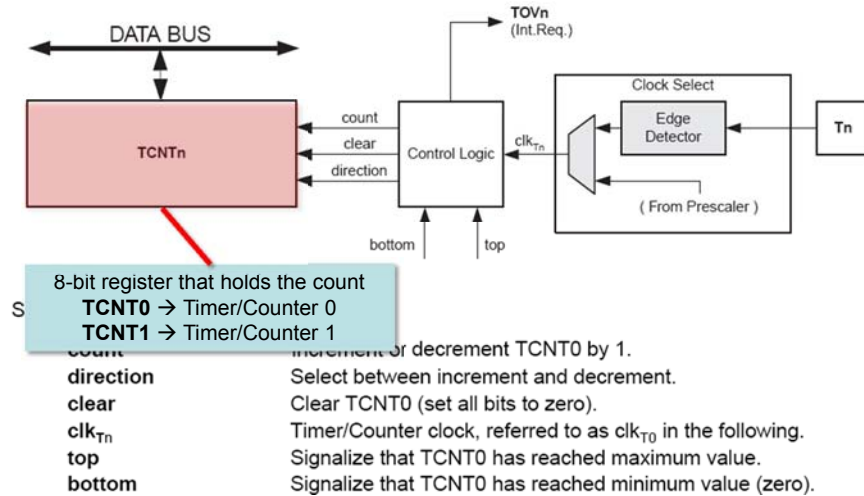 DATA BUS
TOVn
(Int.Req.)
Clock Select
TCNTn
count
clear
direction
Control Logic
clkTn
Edge
Detector
Tn
( From Prescaler )
bottom
top
8-bit register that holds the count
TCNT0 → Timer/Counter 0
TCNT1 → Timer/Counter 1
S
count Increment or decrement TCNT0 by 1.
direction Select between increment and decrement.
clear Clear TCNT0 (set all bits to zero).
clkTn Timer/Counter clock, referred to as clkT0 in the following.
top Signalize that TCNT0 has reached maximum value.
bottom Signalize that TCNT0 has reached minimum value (zero).